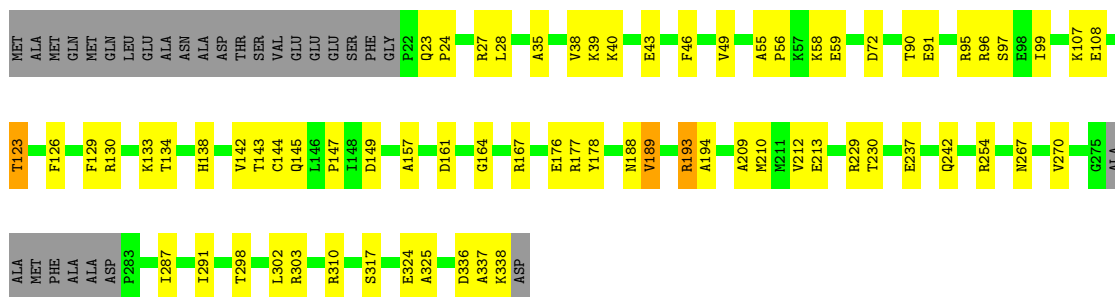 MET ALA MET GLN MET GLN LEU GLU ALA ASN ALA ASP THR SER VAL GLU GLU GLU SER PHE GLY P22 Q23 P24 R27 L28 A35 V38 K39 K40 E43 F46 V49 A55 P56 K57 K58 E59 D72 T90 E91 R95 R96 S97 E98 I99 K107 E108
T123 F126 F129 R130 K133 T134 H138 V142 T143 C144 Q145 L146 P147 I148 D149 A157 D161 G164 R167 E176 R177 Y178 N188 V189 R193 A194 A209 M210 M211 V212 E213 R229 T230 E237 Q242 R254 N267 V270 G275 ALA
ALA MET PHE ALA ALA ASP P283 I287 I291 T298 L302 R303 R310 S317 E324 A325 D336 A337 K338 ASP